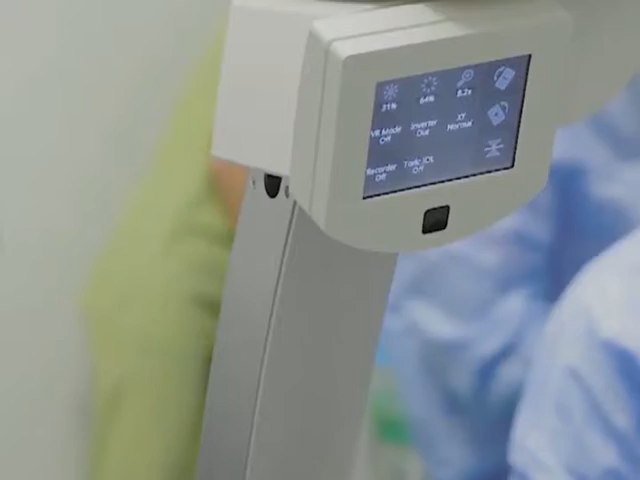 31% 64% 8.2x
VR Mode Inverter XY
Off Out Normal
Recorder Toric IOL
Off Off